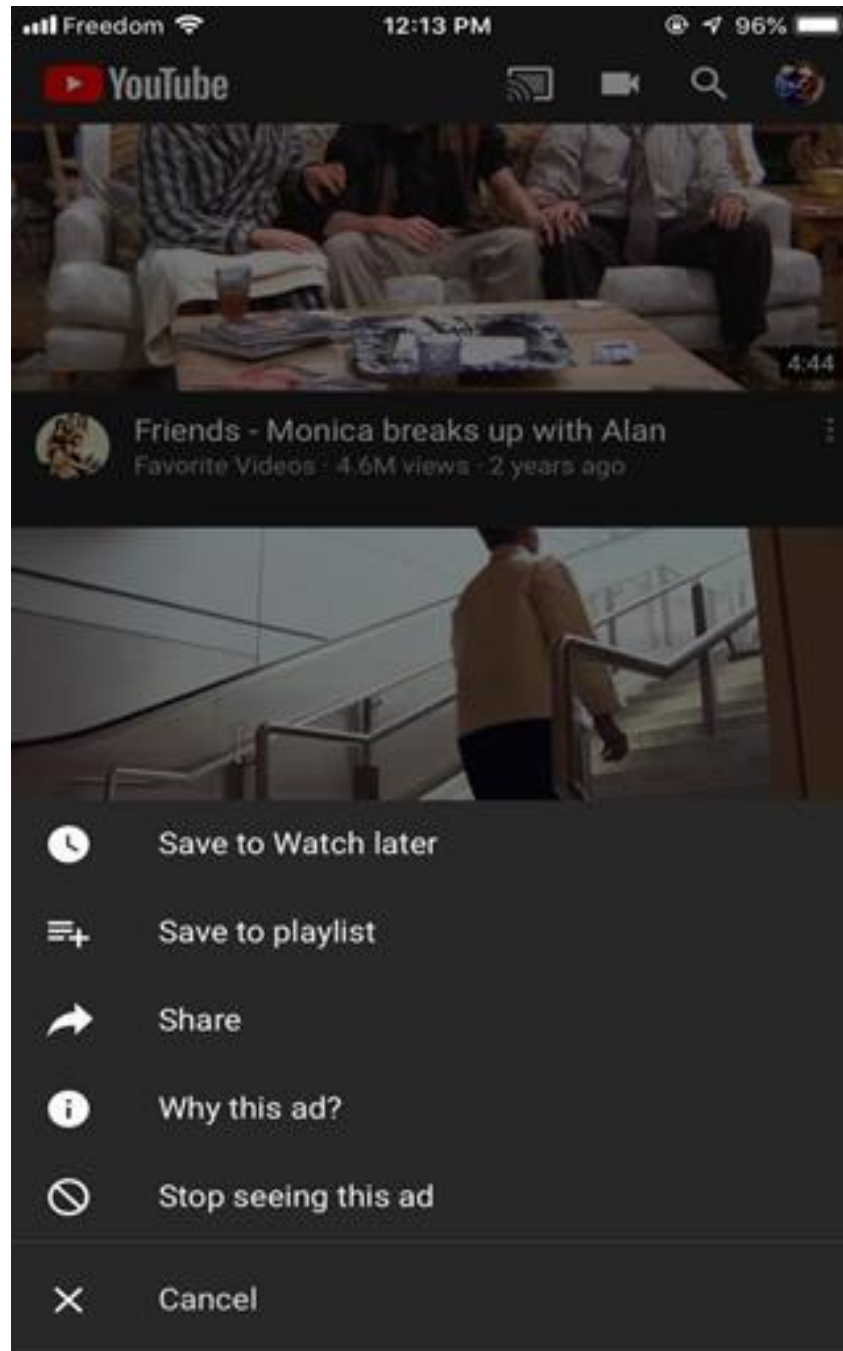 Freedom 12:13 PM 96%
YouTube
4:44
Friends - Monica breaks up with Alan
Favorite Videos · 4.6M views · 2 years ago
Save to Watch later
Save to playlist
Share
Why this ad?
Stop seeing this ad
Cancel